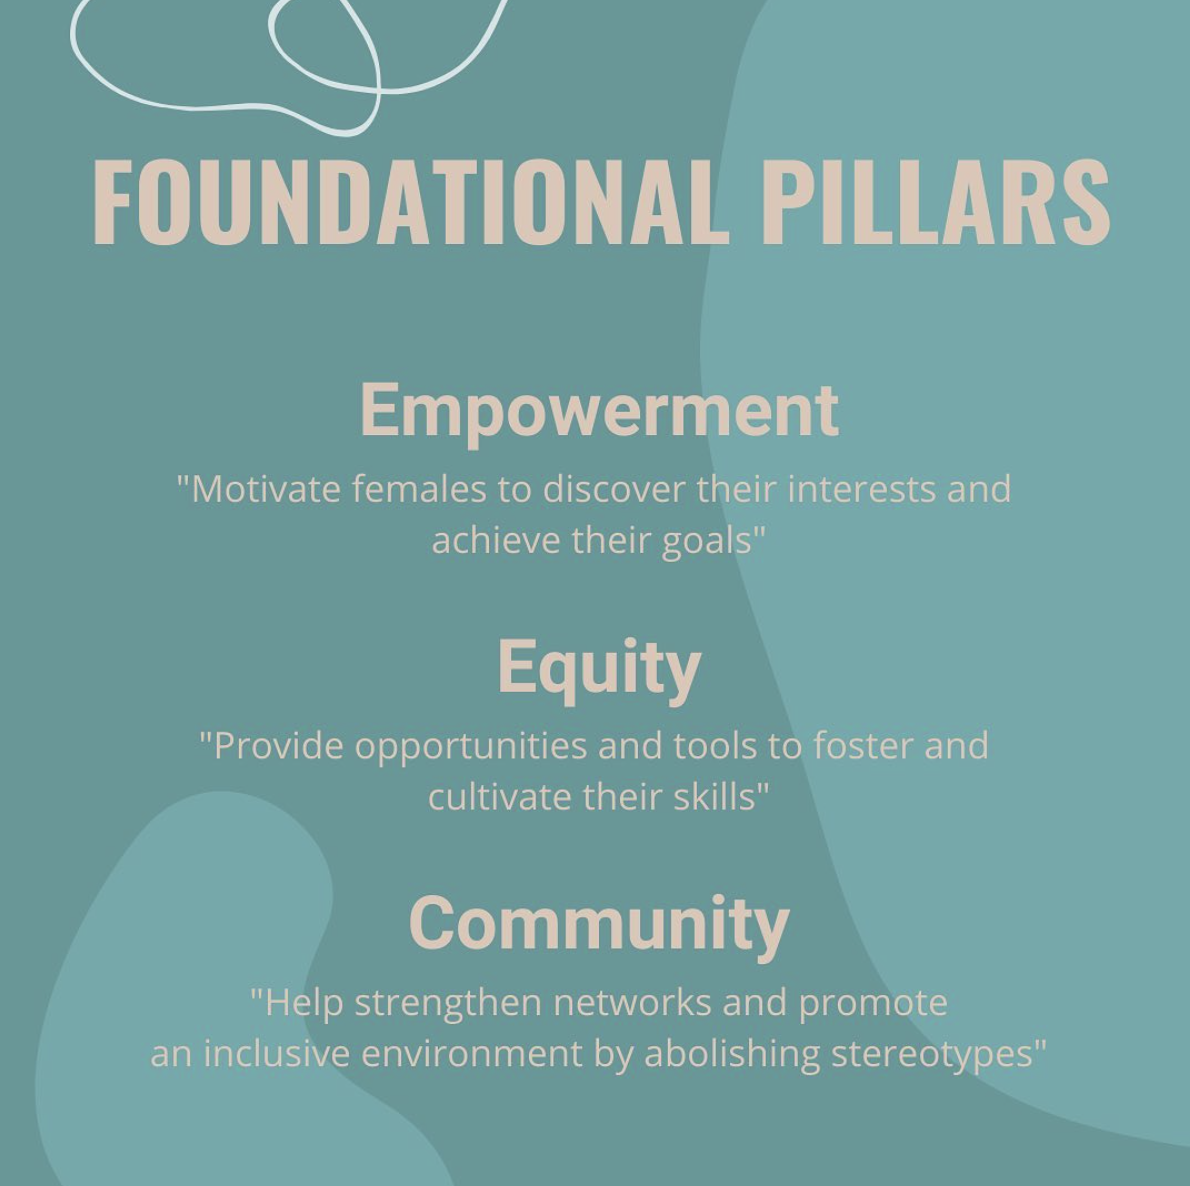 FOUNDATIONAL PILLARS
Empowerment
"Motivate females to discover their interests and
achieve their goals"
Equity
"Provide opportunities and tools to foster and
cultivate their skills"
Community
"Help strengthen networks and promote
an inclusive environment by abolishing stereotypes"